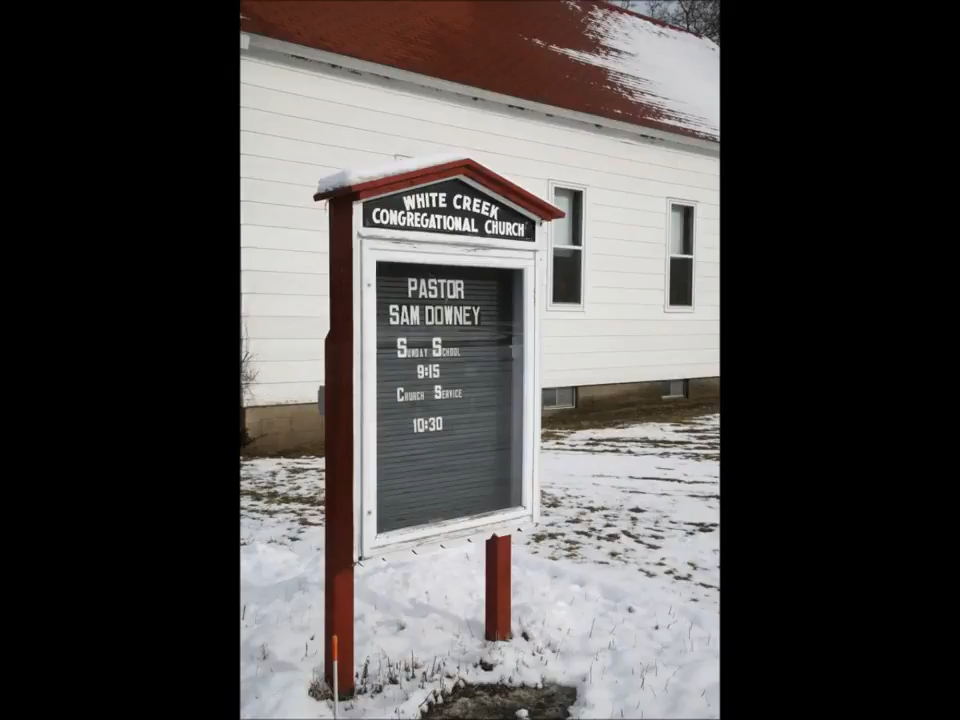 WHITE CREEK
CONGREGATIONAL CHURCH
PASTOR
SAM DOWNEY
SUNDAY SCHOOL
9:15
CHURCH SERVICE
10:30